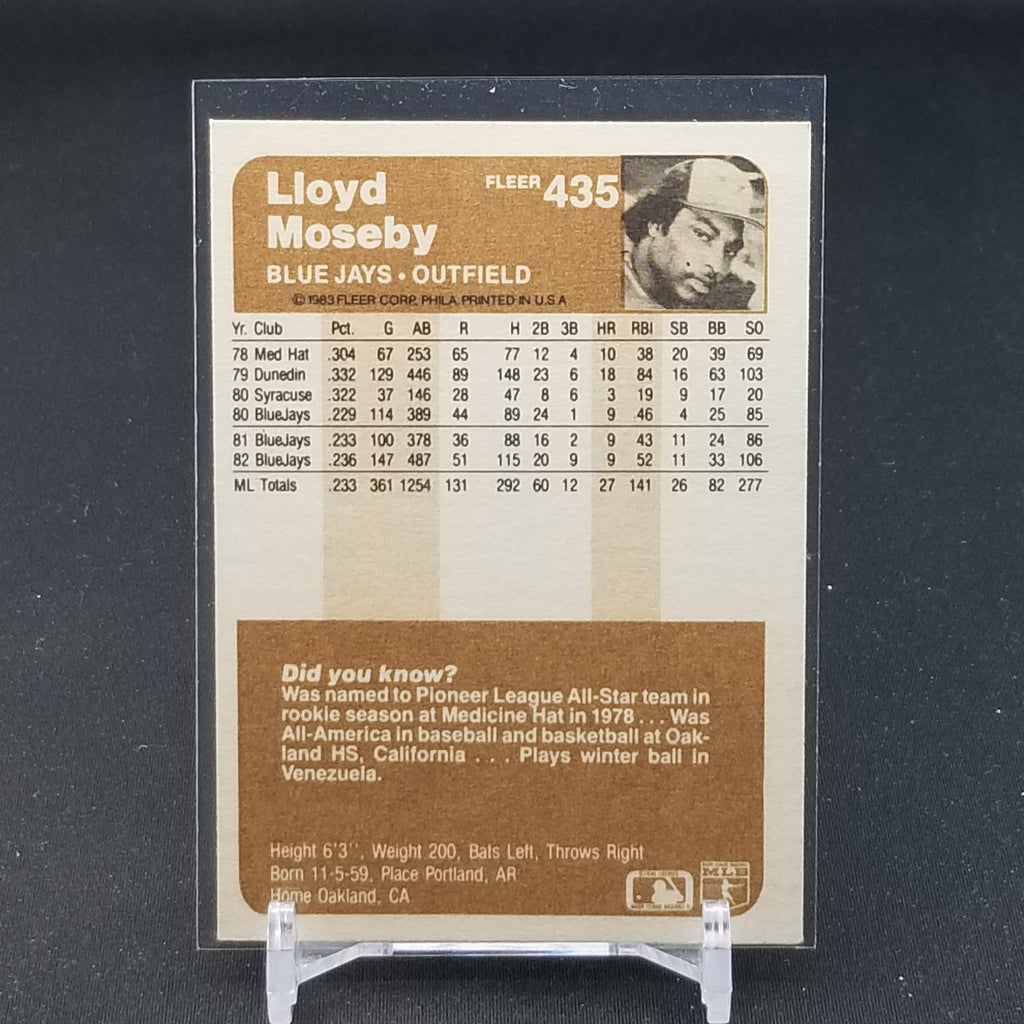 Lloyd
Moseby
FLEER 435
BLUE JAYS • OUTFIELD
© 1983 FLEER CORP. PHILA. PRINTED IN U.S.A
Yr. Club Pct. G AB R H 2B 3B HR RBI SB BB SO
78 Med Hat .304 67 253 65 77 12 4 10 38 20 39 69
79 Dunedin .332 129 446 89 148 23 6 18 84 16 63 103
80 Syracuse .322 37 146 28 47 8 6 3 19 9 17 20
80 BlueJays .229 114 389 44 89 24 1 9 46 4 25 85
81 BlueJays .233 100 378 36 88 16 2 9 43 11 24 86
82 BlueJays .236 147 487 51 115 20 9 9 52 11 33 106
ML Totals .233 361 1254 131 292 60 12 27 141 26 82 277
Did you know?
Was named to Pioneer League All-Star team in
rookie season at Medicine Hat in 1978 . . . Was
All-America in baseball and basketball at Oak-
land HS, California . . . Plays winter ball in
Venezuela.
Height 6'3'', Weight 200, Bats Left, Throws Right
Born 11-5-59, Place Portland, AR
Home Oakland, CA
MLB